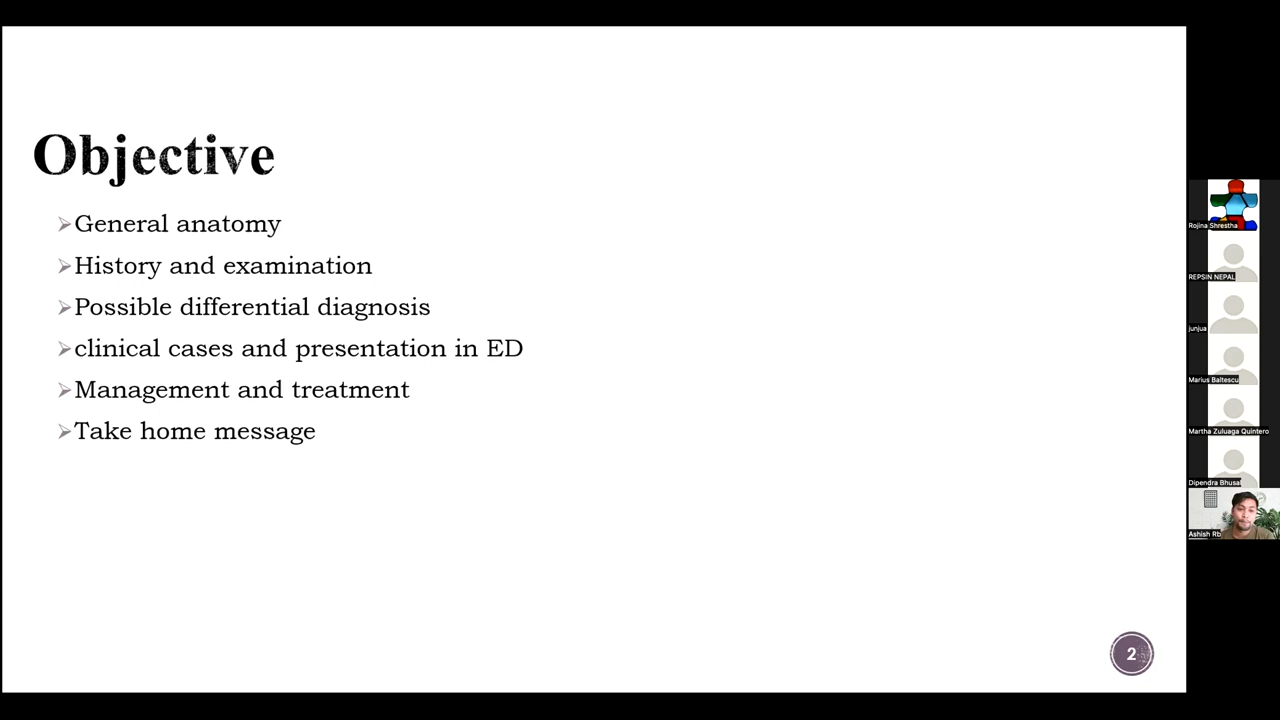 Objective
General anatomy
History and examination
Possible differential diagnosis
clinical cases and presentation in ED
Management and treatment
Take home message
2
Rojina Shrestha
REPSIN NEPAL
junjua
Marius Baltescu
Martha Zuluaga Quintero
Dipendra Bhusal
Ashish Rb